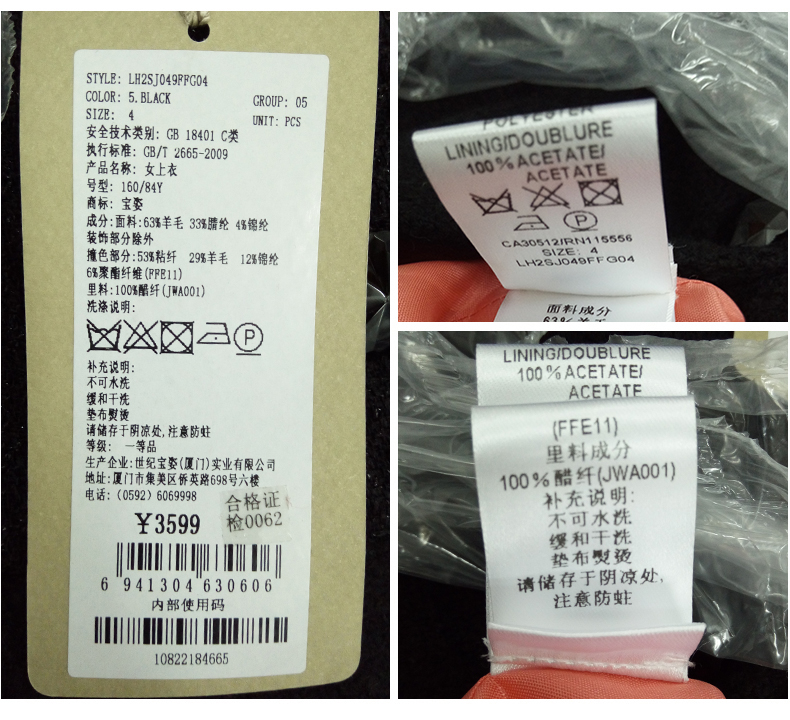 STYLE: LH2SJ049FFG04
COLOR: 5.BLACK
GROUP: 05
SIZE: 4
UNIT: PCS
安全技术类别: GB 18401 C类
执行标准: GB/T 2665-2009
产品名称: 女上衣
号型: 160/84Y
商标: 宝姿
成分:面料:63%羊毛 33%腈纶 4%锦纶
装饰部分除外
撞色部分:53%粘纤 29%羊毛 12%锦纶
6%聚酯纤维(FFE11)
里料:100%醋纤(JWA001)
洗涤说明:
P
补充说明:
不可水洗
缓和干洗
垫布熨烫
请储存于阴凉处,注意防蛀
等级: 一等品
生产企业:世纪宝姿(厦门)实业有限公司
地址:厦门市集美区侨英路698号六楼
电话: (0592) 6069998
合格证
检0062
¥3599
6 941304 630606
内部使用码
10822184665
POLYESTER
LINING/DOUBLURE
100%ACETATE/
ACETATE
P
CA30512/RN115556
SIZE: 4
LH2SJ049FFG04
面料成分
LINING/DOUBLURE
100%ACETATE/
ACETATE
(FFE11)
里料成分
100%醋纤(JWA001)
补充说明:
不可水洗
缓和干洗
垫布熨烫
请储存于阴凉处,
注意防蛀